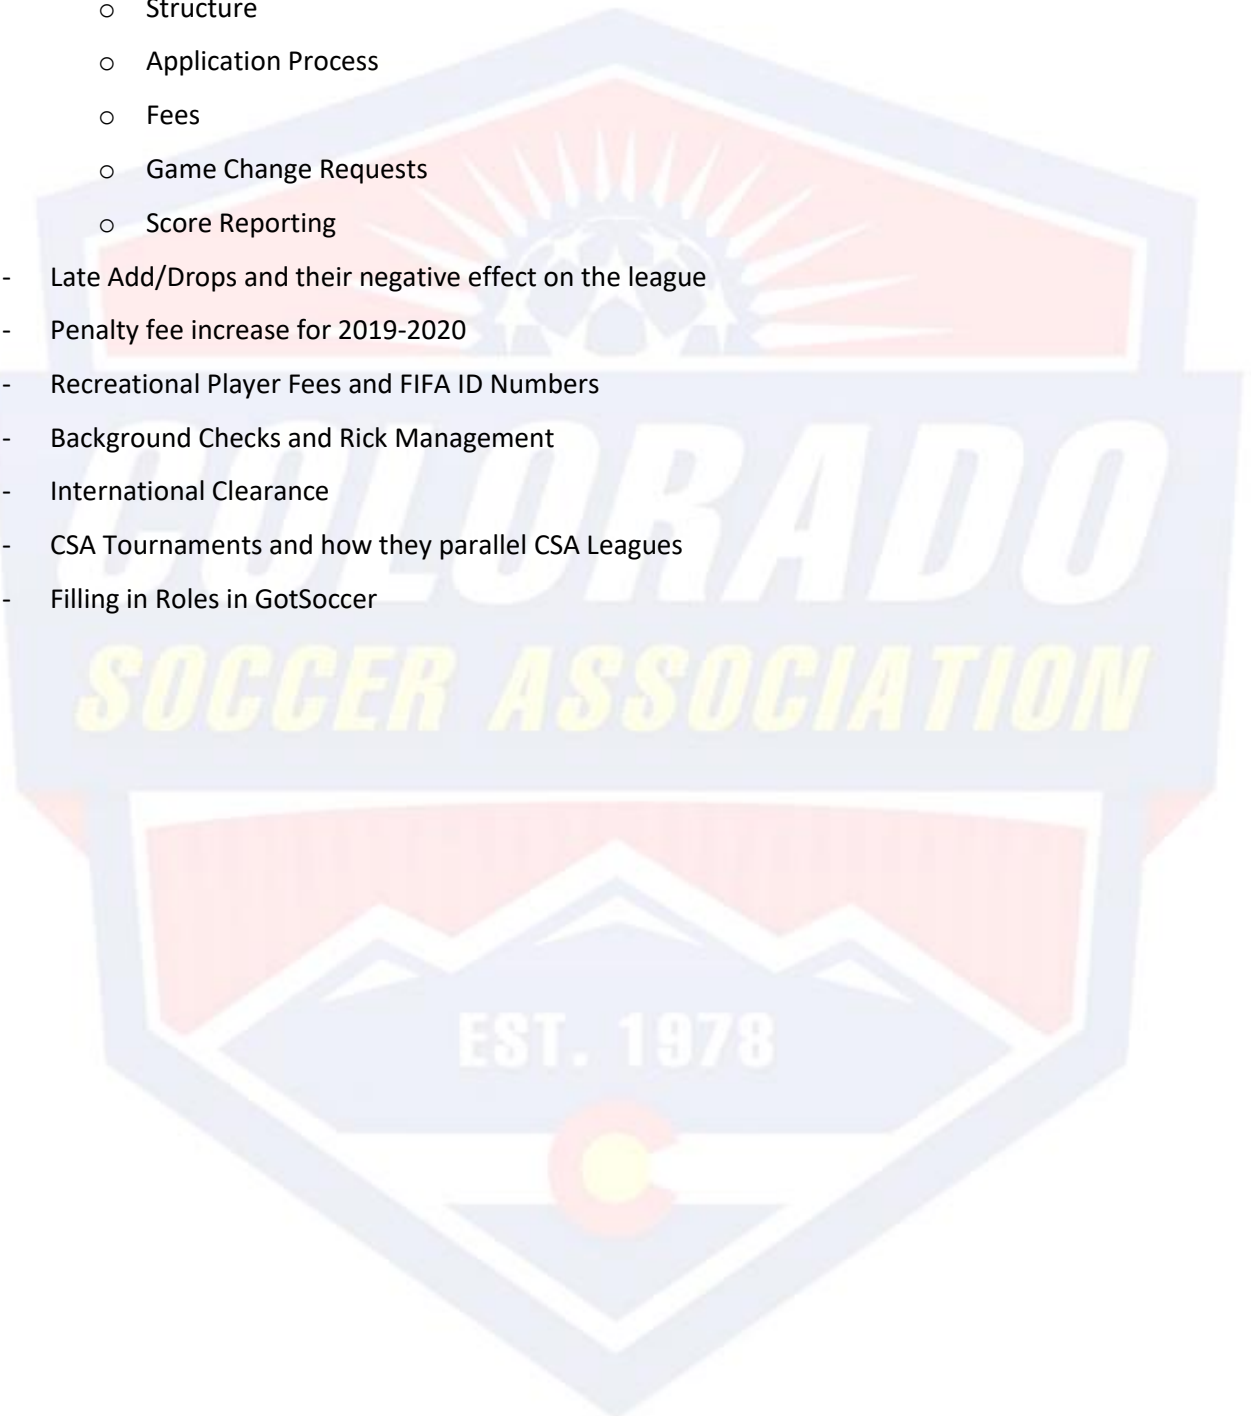 o Structure
o Application Process
o Fees
o Game Change Requests
o Score Reporting
- Late Add/Drops and their negative effect on the league
- Penalty fee increase for 2019-2020
- Recreational Player Fees and FIFA ID Numbers
- Background Checks and Rick Management
- International Clearance
- CSA Tournaments and how they parallel CSA Leagues
- Filling in Roles in GotSoccer
COLORADO
SOCCER ASSOCIATION
EST. 1978